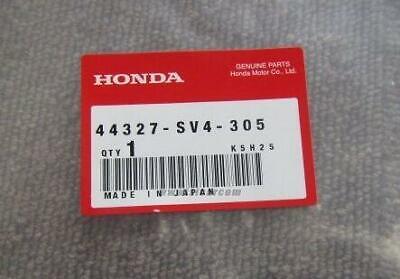 HONDA
GENUINE PARTS
Honda Motor Co., Ltd.
44327-SV4-305
QTY 1 K5H25
MADE IN JAPAN